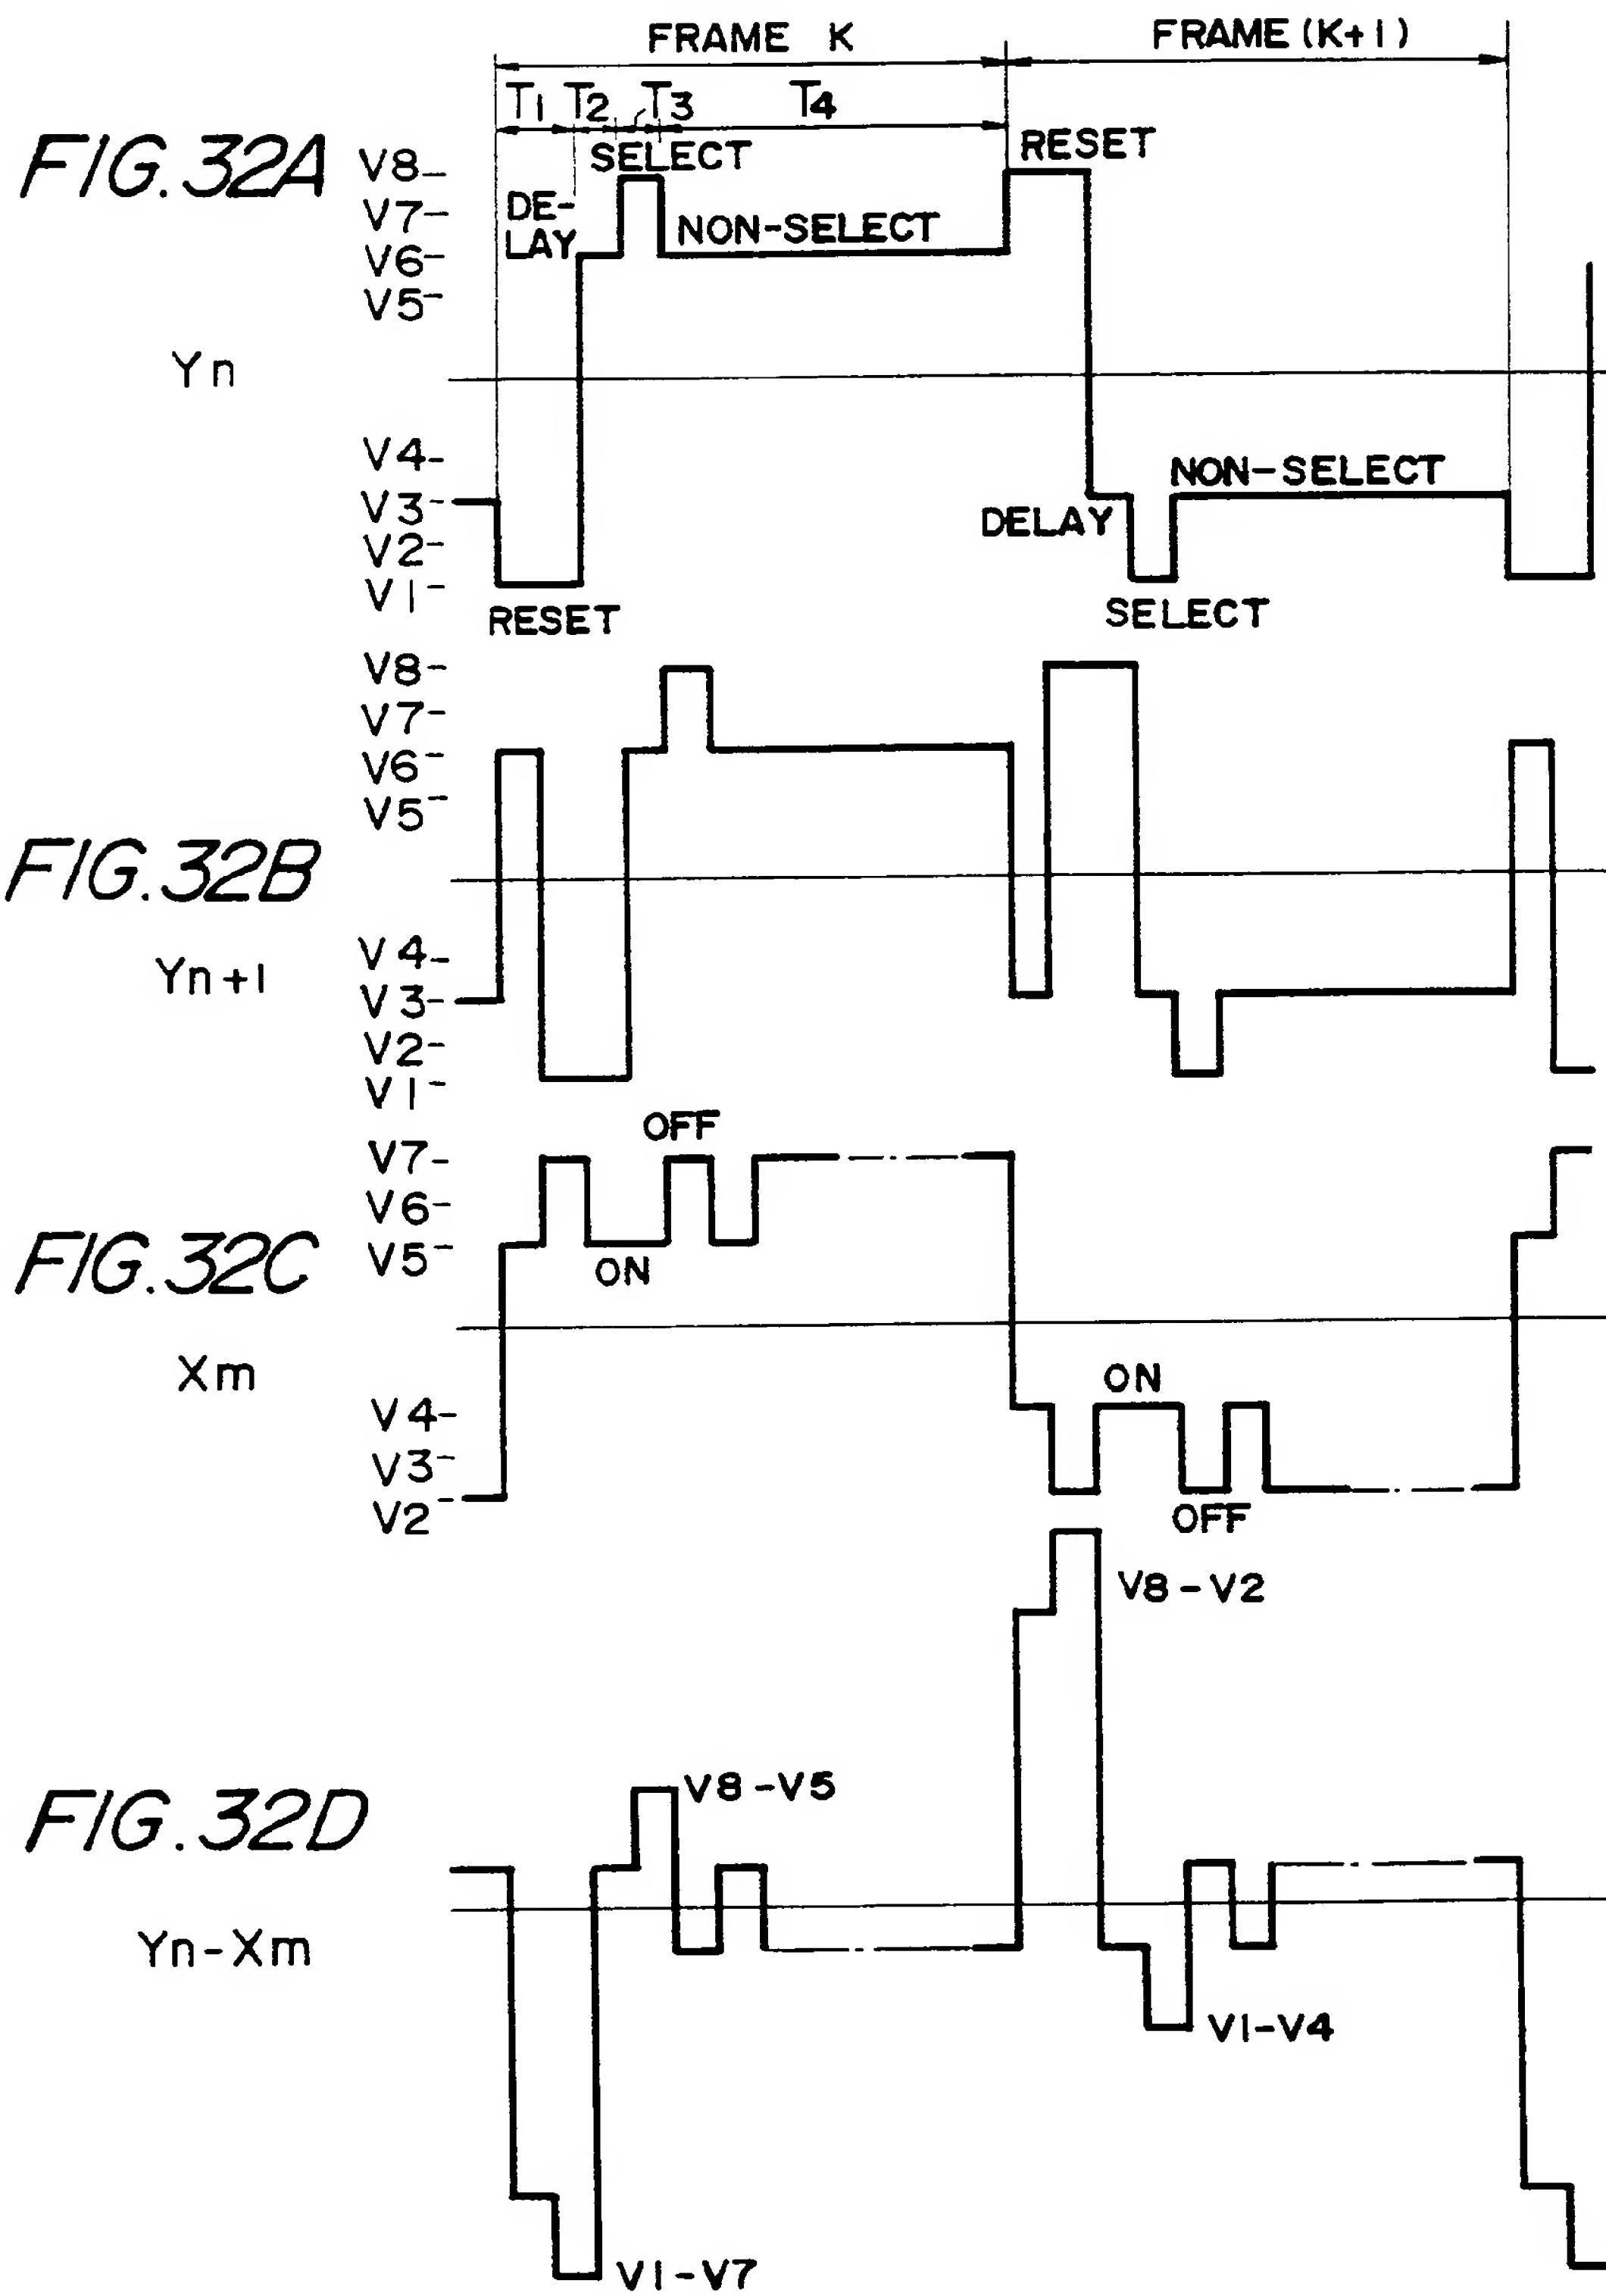 FRAME K
FRAME (K+1)
T1 T2 T3 T4
FIG. 32A
SELECT
RESET
V8
V7
V6
V5
DE-
LAY
NON-SELECT
Yn
V4
V3
V2
V1
NON-SELECT
DELAY
RESET
SELECT
V8
V7
V6
V5
FIG. 32B
Yn+1
V4
V3
V2
V1
OFF
V7
V6
V5
FIG. 32C
ON
Xm
ON
V4
V3
V2
OFF
V8-V2
V8-V5
FIG. 32D
Yn-Xm
V1-V4
V1-V7